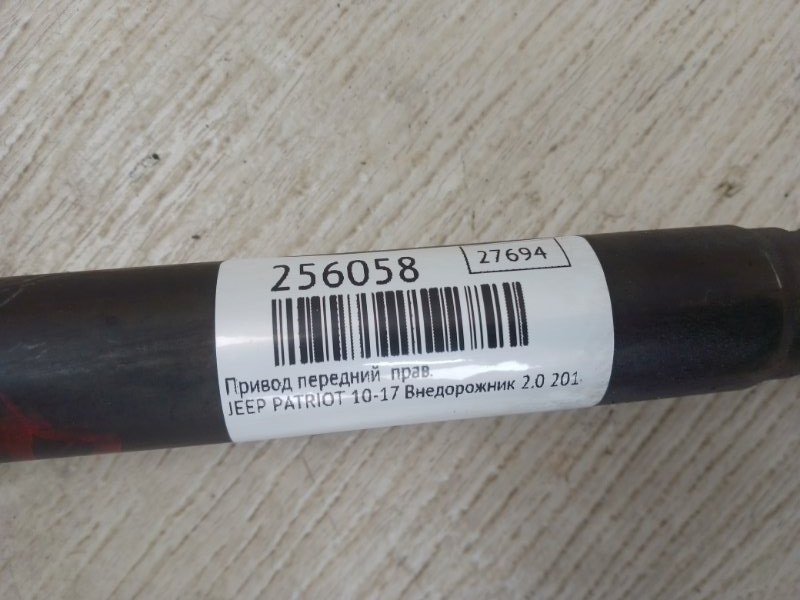 256058 27694
Привод передний прав.
JEEP PATRIOT 10-17 Внедорожник 2.0